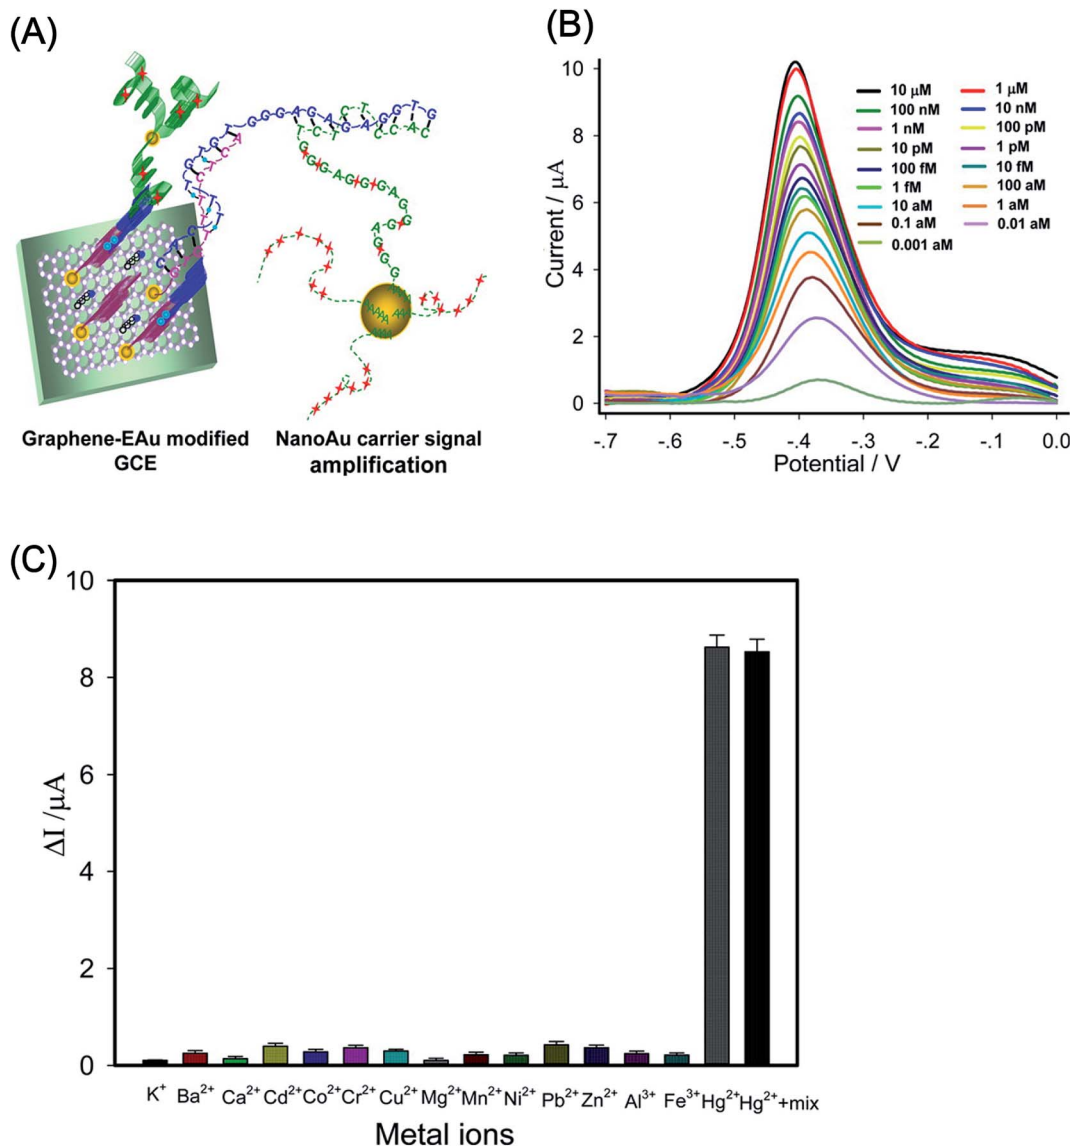 (A)
Graphene-EAu modified
GCE
NanoAu carrier signal
amplification
(B)
Current / μA
10
8
6
4
2
0
10 μM
1 μM
100 nM
10 nM
1 nM
100 pM
10 pM
1 pM
100 fM
10 fM
1 fM
100 aM
10 aM
1 aM
0.1 aM
0.01 aM
0.001 aM
-.7 -.6 -.5 -.4 -.3 -.2 -.1 0.0
Potential / V
(C)
ΔI /μA
10
8
6
4
2
0
K⁺ Ba²⁺ Ca²⁺ Cd²⁺ Co²⁺ Cr²⁺ Cu²⁺ Mg²⁺ Mn²⁺ Ni²⁺ Pb²⁺ Zn²⁺ Al³⁺ Fe³⁺ Hg²⁺ Hg²⁺+mix
Metal ions